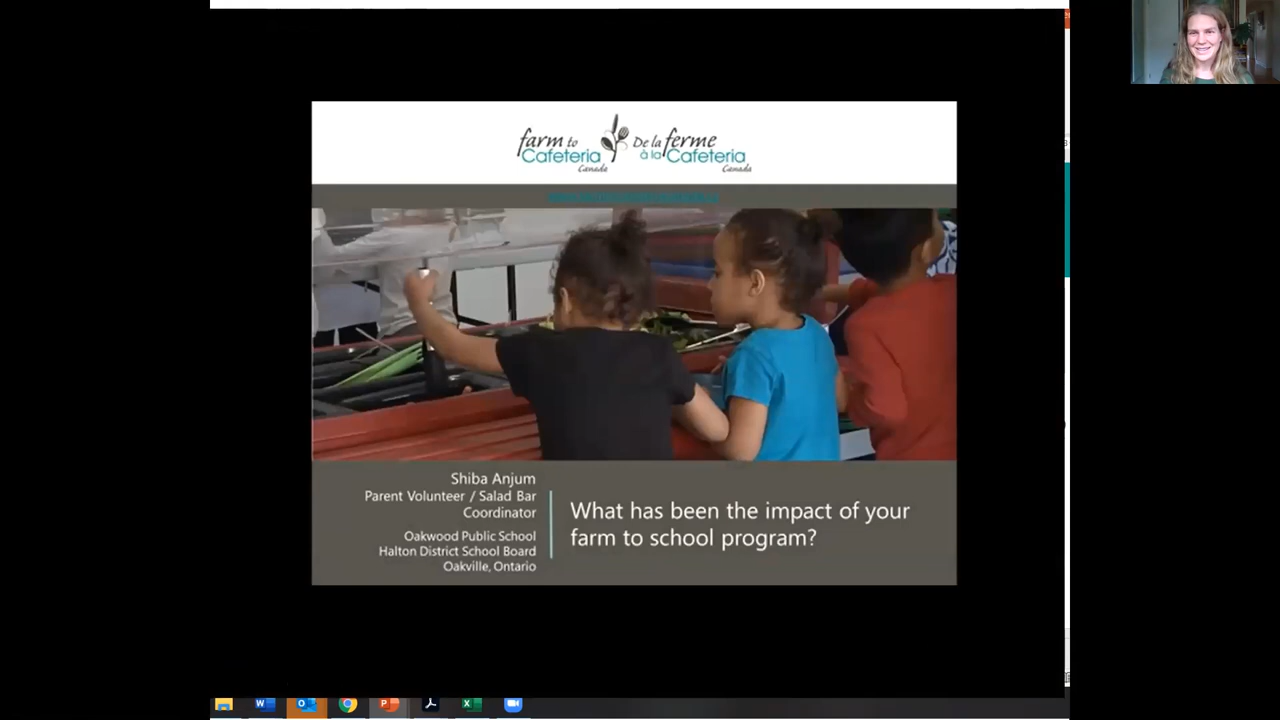 farm to
Cafeteria
Canada
De la ferme
à la Cafeteria
Canada
Shiba Anjum
Parent Volunteer / Salad Bar
Coordinator
Oakwood Public School
Halton District School Board
Oakville, Ontario
What has been the impact of your
farm to school program?